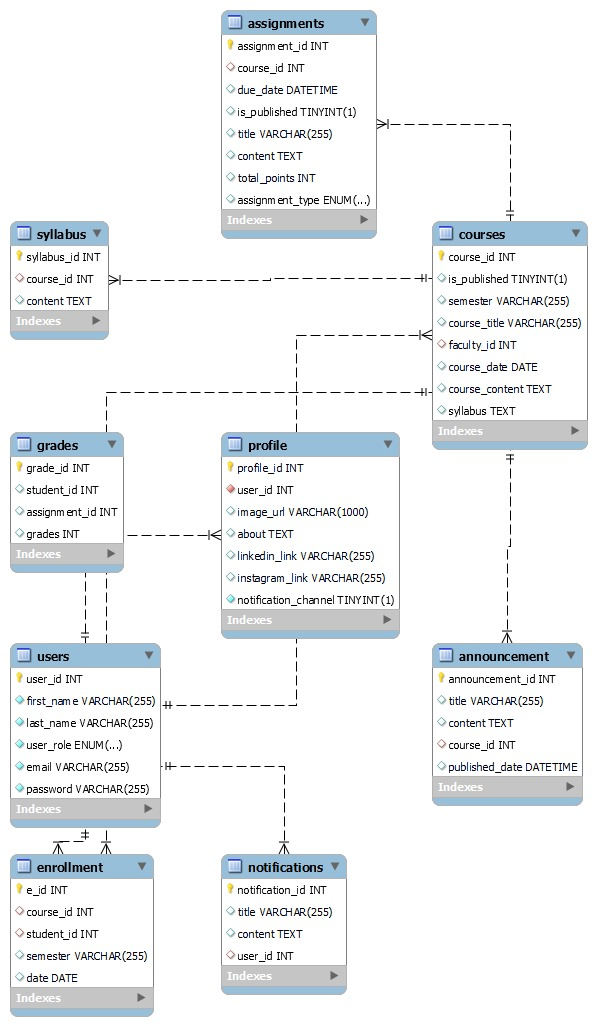 assignments
assignment_id INT
course_id INT
due_date DATETIME
is_published TINYINT(1)
title VARCHAR(255)
content TEXT
total_points INT
assignment_type ENUM(...)
Indexes
syllabus
syllabus_id INT
course_id INT
content TEXT
Indexes
courses
course_id INT
is_published TINYINT(1)
semester VARCHAR(255)
course_title VARCHAR(255)
faculty_id INT
course_date DATE
course_content TEXT
syllabus TEXT
Indexes
grades
grade_id INT
student_id INT
assignment_id INT
grades INT
Indexes
profile
profile_id INT
user_id INT
image_url VARCHAR(1000)
about TEXT
linkedin_link VARCHAR(255)
instagram_link VARCHAR(255)
notification_channel TINYINT(1)
Indexes
users
user_id INT
first_name VARCHAR(255)
last_name VARCHAR(255)
user_role ENUM(...)
email VARCHAR(255)
password VARCHAR(255)
Indexes
announcement
announcement_id INT
title VARCHAR(255)
content TEXT
course_id INT
published_date DATETIME
Indexes
enrollment
e_id INT
course_id INT
student_id INT
semester VARCHAR(255)
date DATE
Indexes
notifications
notification_id INT
title VARCHAR(255)
content TEXT
user_id INT
Indexes